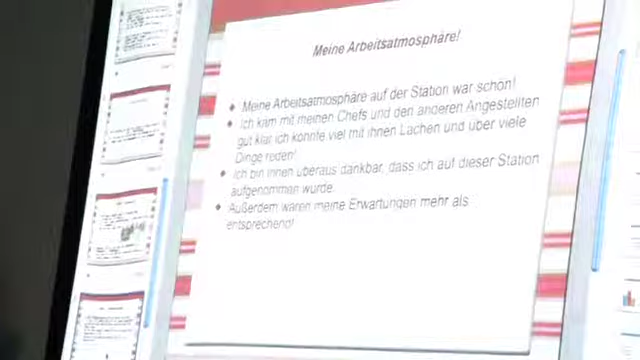 Meine Arbeitsatmosphäre!
Meine Arbeitsatmosphäre auf der Station war schön!
Ich kam mit meinen Chefs und den anderen Angestellten
gut klar ich konnte viel mit ihnen Lachen und über viele
Dinge reden!
Ich bin ihnen überaus dankbar, dass ich auf dieser Station
aufgenommen wurde.
Außerdem waren meine Erwartungen mehr als
entsprechend!